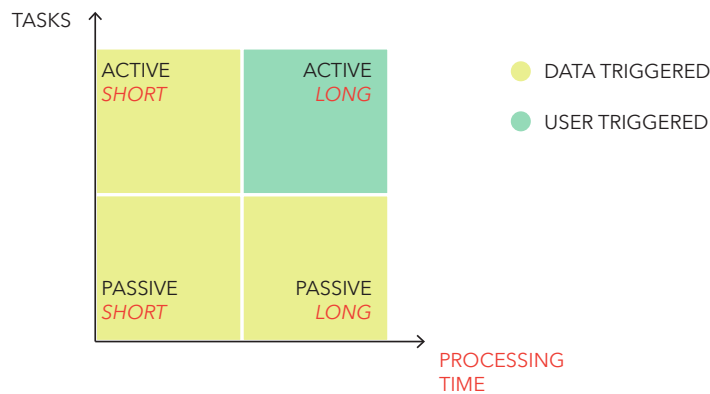 TASKS
ACTIVE
SHORT
ACTIVE
LONG
DATA TRIGGERED
USER TRIGGERED
PASSIVE
SHORT
PASSIVE
LONG
PROCESSING
TIME